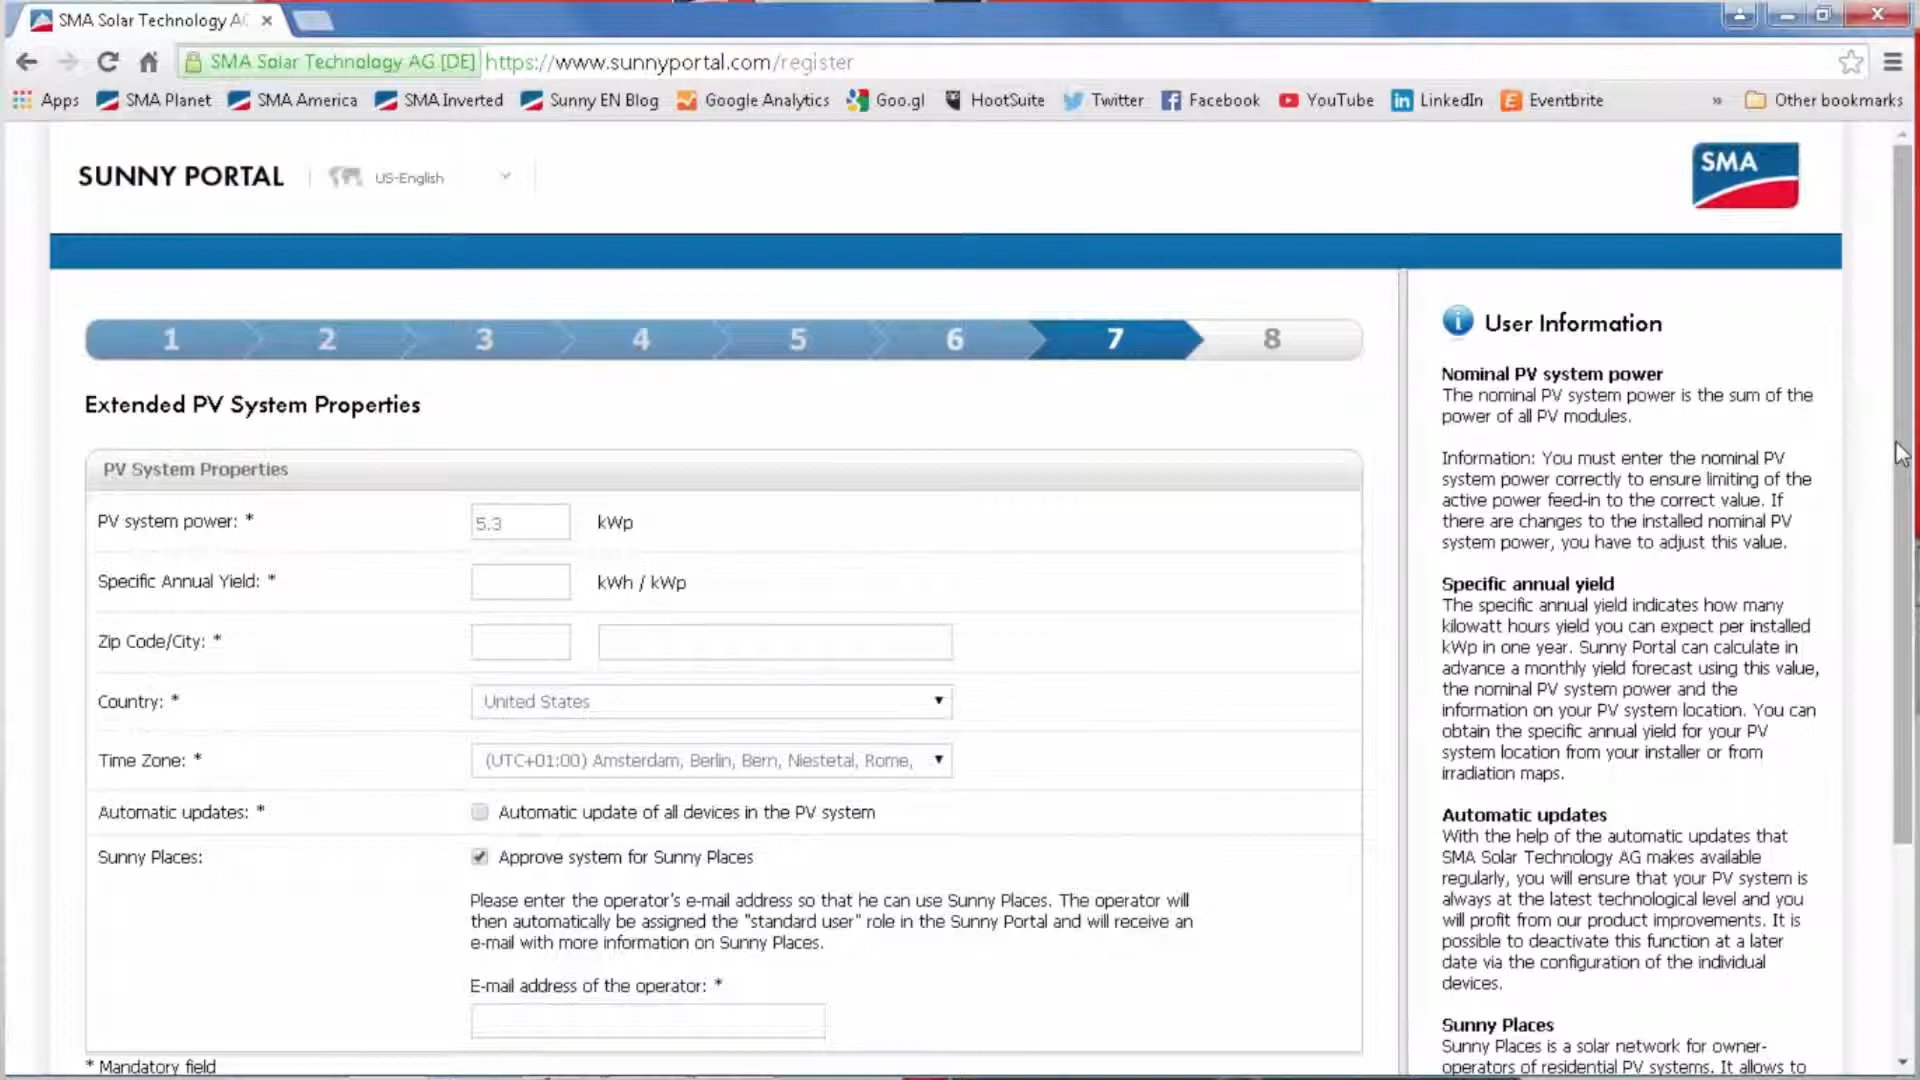 SMA Solar Technology AG
SMA Solar Technology AG [DE] https://www.sunnyportal.com/register
Apps SMA Planet SMA America SMA Inverted Sunny EN Blog Google Analytics Goo.gl HootSuite Twitter Facebook YouTube LinkedIn Eventbrite » Other bookmarks
SUNNY PORTAL US-English SMA
1 2 3 4 5 6 7 8
Extended PV System Properties
PV System Properties
PV system power: * 5.3 kWp
Specific Annual Yield: * kWh / kWp
Zip Code/City: *
Country: * United States
Time Zone: * (UTC+01:00) Amsterdam, Berlin, Bern, Niestetal, Rome,
Automatic updates: * Automatic update of all devices in the PV system
Sunny Places: Approve system for Sunny Places
Please enter the operator's e-mail address so that he can use Sunny Places. The operator will
then automatically be assigned the "standard user" role in the Sunny Portal and will receive an
e-mail with more information on Sunny Places.
E-mail address of the operator: *
* Mandatory field
User Information
Nominal PV system power
The nominal PV system power is the sum of the
power of all PV modules.
Information: You must enter the nominal PV
system power correctly to ensure limiting of the
active power feed-in to the correct value. If
there are changes to the installed nominal PV
system power, you have to adjust this value.
Specific annual yield
The specific annual yield indicates how many
kilowatt hours yield you can expect per installed
kWp in one year. Sunny Portal can calculate in
advance a monthly yield forecast using this value,
the nominal PV system power and the
information on your PV system location. You can
obtain the specific annual yield for your PV
system location from your installer or from
irradiation maps.
Automatic updates
With the help of the automatic updates that
SMA Solar Technology AG makes available
regularly, you will ensure that your PV system is
always at the latest technological level and you
will profit from our product improvements. It is
possible to deactivate this function at a later
date via the configuration of the individual
devices.
Sunny Places
Sunny Places is a solar network for owner-
operators of residential PV systems. It allows to